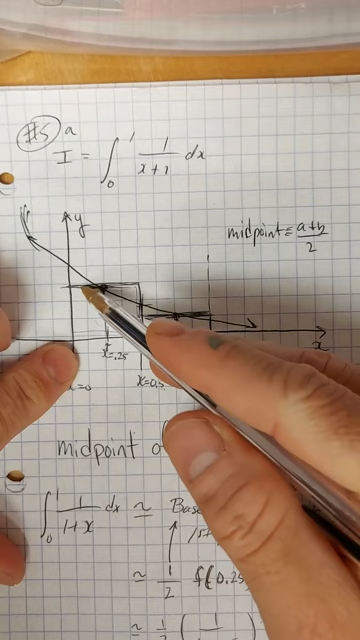 #5 a
I = ∫₀¹ 1/(x+1) dx
y
midpoint = (a+b)/2
x
x=.25
x=0.5
=0
midpoint
∫₀¹ 1/(1+x) dx ≃
≃ 1/2 f(0.25
≃ 1/2 ( 1/